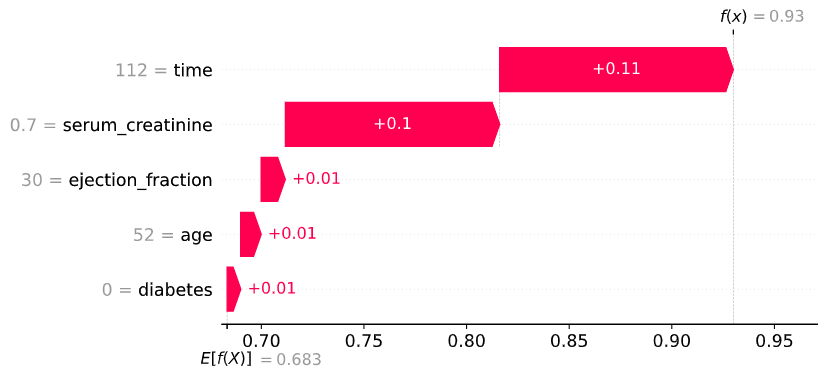 f(x) = 0.93
112 = time
+0.11
0.7 = serum_creatinine
+0.1
30 = ejection_fraction
+0.01
52 = age
+0.01
0 = diabetes
+0.01
0.70 0.75 0.80 0.85 0.90 0.95
E[f(X)] = 0.683